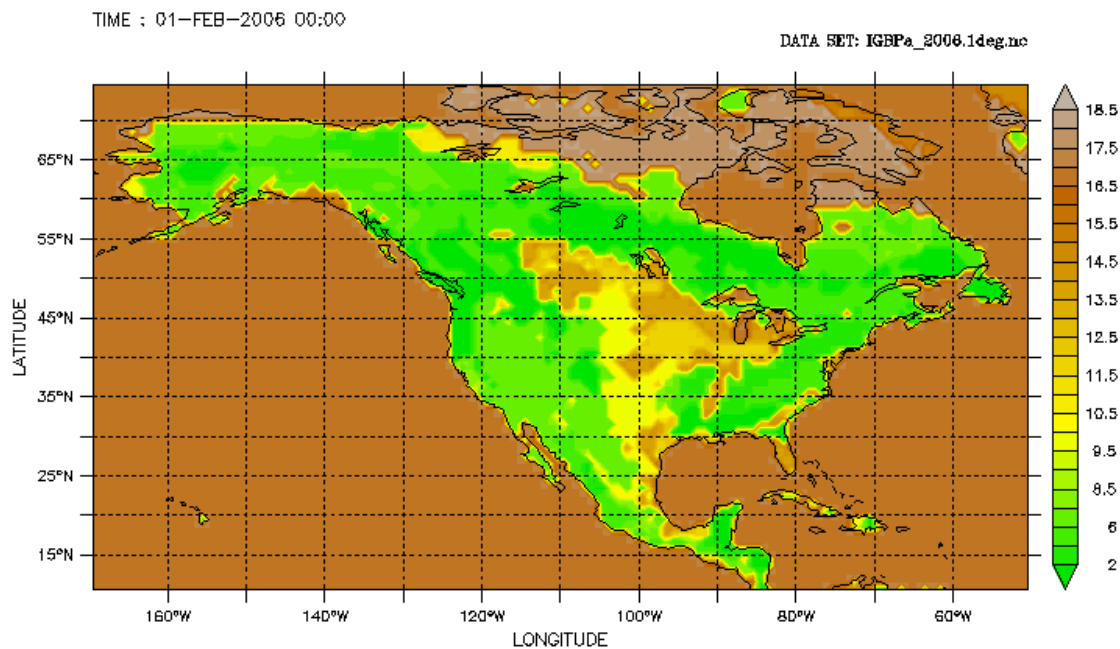 TIME : 01-FEB-2006 00:00
DATA SET: IGBPa_2006.1deg.nc
65°N
55°N
45°N
35°N
25°N
15°N
LATITUDE
160°W
140°W
120°W
100°W
80°W
60°W
LONGITUDE
18.5
17.5
16.5
15.5
14.5
13.5
12.5
11.5
10.5
9.5
8.5
6
2